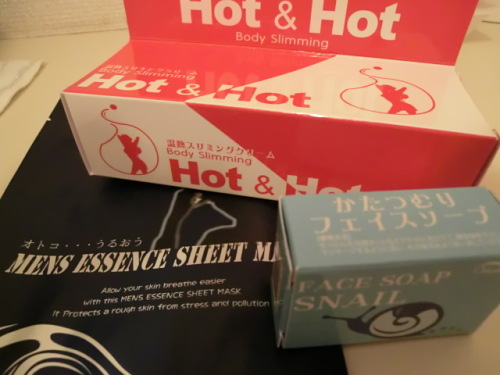 Hot & Hot
Body Slimming
温熱スリミングクリーム
Body Slimming
Hot & Hot
温熱スリミングクリーム
Body Slimming
Hot & Hot
オトコ・・・うるおう
MENS ESSENCE SHEET MA
Allow your skin breathe easier
with this MENS ESSENCE SHEET MASK
It Protects a rough skin from stress and pollution
かたつむり
フェイスソープ
FACE SOAP
SNAIL